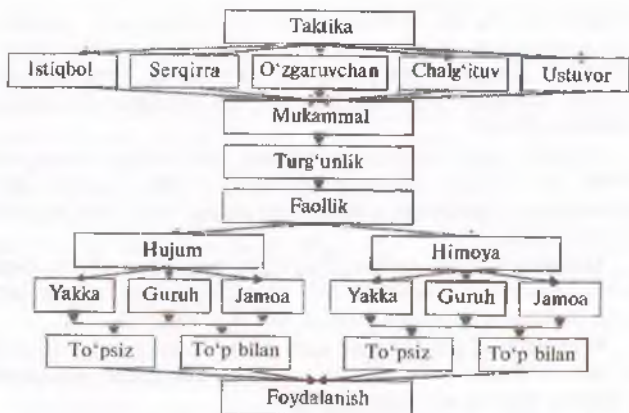 Taktika
Istiqbol Serqirra O‘zgaruvchan Chalg‘ituv Ustuvor
Mukammal
Turg‘unlik
Faollik
Hujum Himoya
Yakka Guruh Jamoa Yakka Guruh Jamoa
To‘psiz To‘p bilan To‘psiz To‘p bilan
Foydalanish